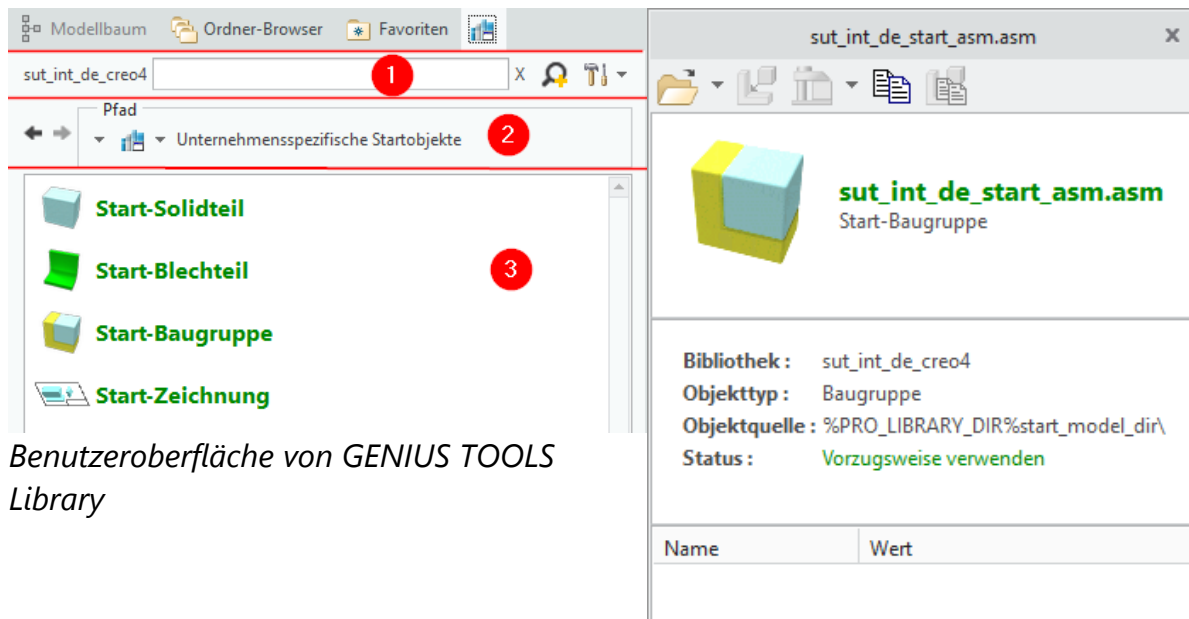 Modellbaum Ordner-Browser Favoriten
sut_int_de_creo4 1 X
Pfad
Unternehmensspezifische Startobjekte 2
Start-Solidteil
Start-Blechteil 3
Start-Baugruppe
Start-Zeichnung
Benutzeroberfläche von GENIUS TOOLS
Library
sut_int_de_start_asm.asm x
sut_int_de_start_asm.asm
Start-Baugruppe
Bibliothek : sut_int_de_creo4
Objekttyp : Baugruppe
Objektquelle : %PRO_LIBRARY_DIR%start_model_dir\
Status : Vorzugsweise verwenden
Name Wert